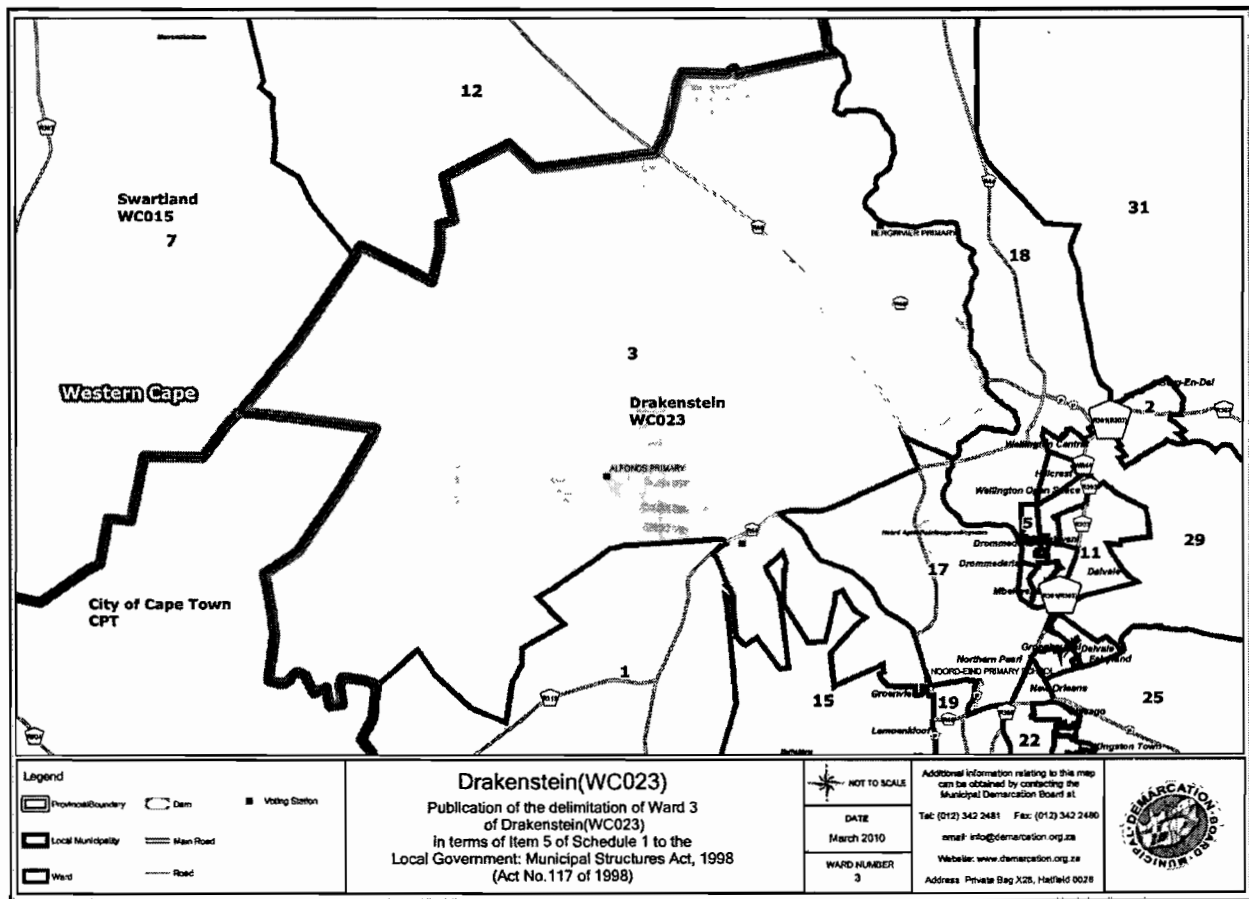 12
31
Swartland
WC015
7
BERGRIVIER PRIMARY
18
3
Western Cape
Drakenstein
WC023
2
Wellington Central
ALFONDS PRIMARY
Hillcrest
Wellington Open Space
5
29
11
17
Dalvale
City of Cape Town
CPT
Northern Paarl
NOORD-EIND PRIMARY SCHOOL
1
15
19
New Orleans
25
Groenvlei
Lemoenkloof
22
Legend
Provincial Boundary
Dam
Voting Station
Local Municipality
Main Road
Ward
Road
Drakenstein(WC023)
Publication of the delimitation of Ward 3
of Drakenstein(WC023)
in terms of Item 5 of Schedule 1 to the
Local Government: Municipal Structures Act, 1998
(Act No.117 of 1998)
NOT TO SCALE
DATE
March 2010
WARD NUMBER
3
Additional information relating to this map
can be obtained by contacting the
Municipal Demarcation Board at
Tel: (012) 342 2481 Fax: (012) 342 2480
email: info@demarcation.org.za
Website: www.demarcation.org.za
Address Private Bag X28, Hatfield 0028
MUNICIPAL DEMARCATION BOARD